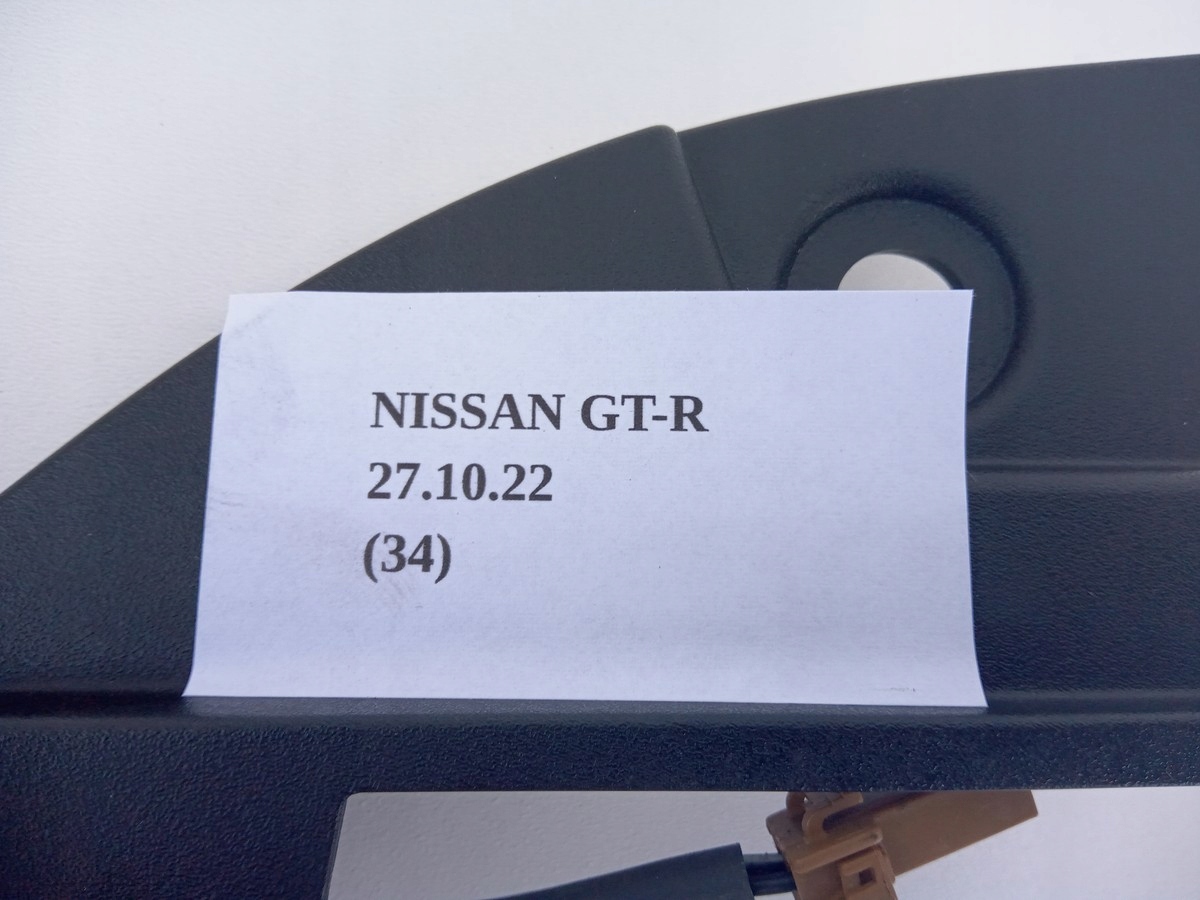 NISSAN GT-R
27.10.22
(34)